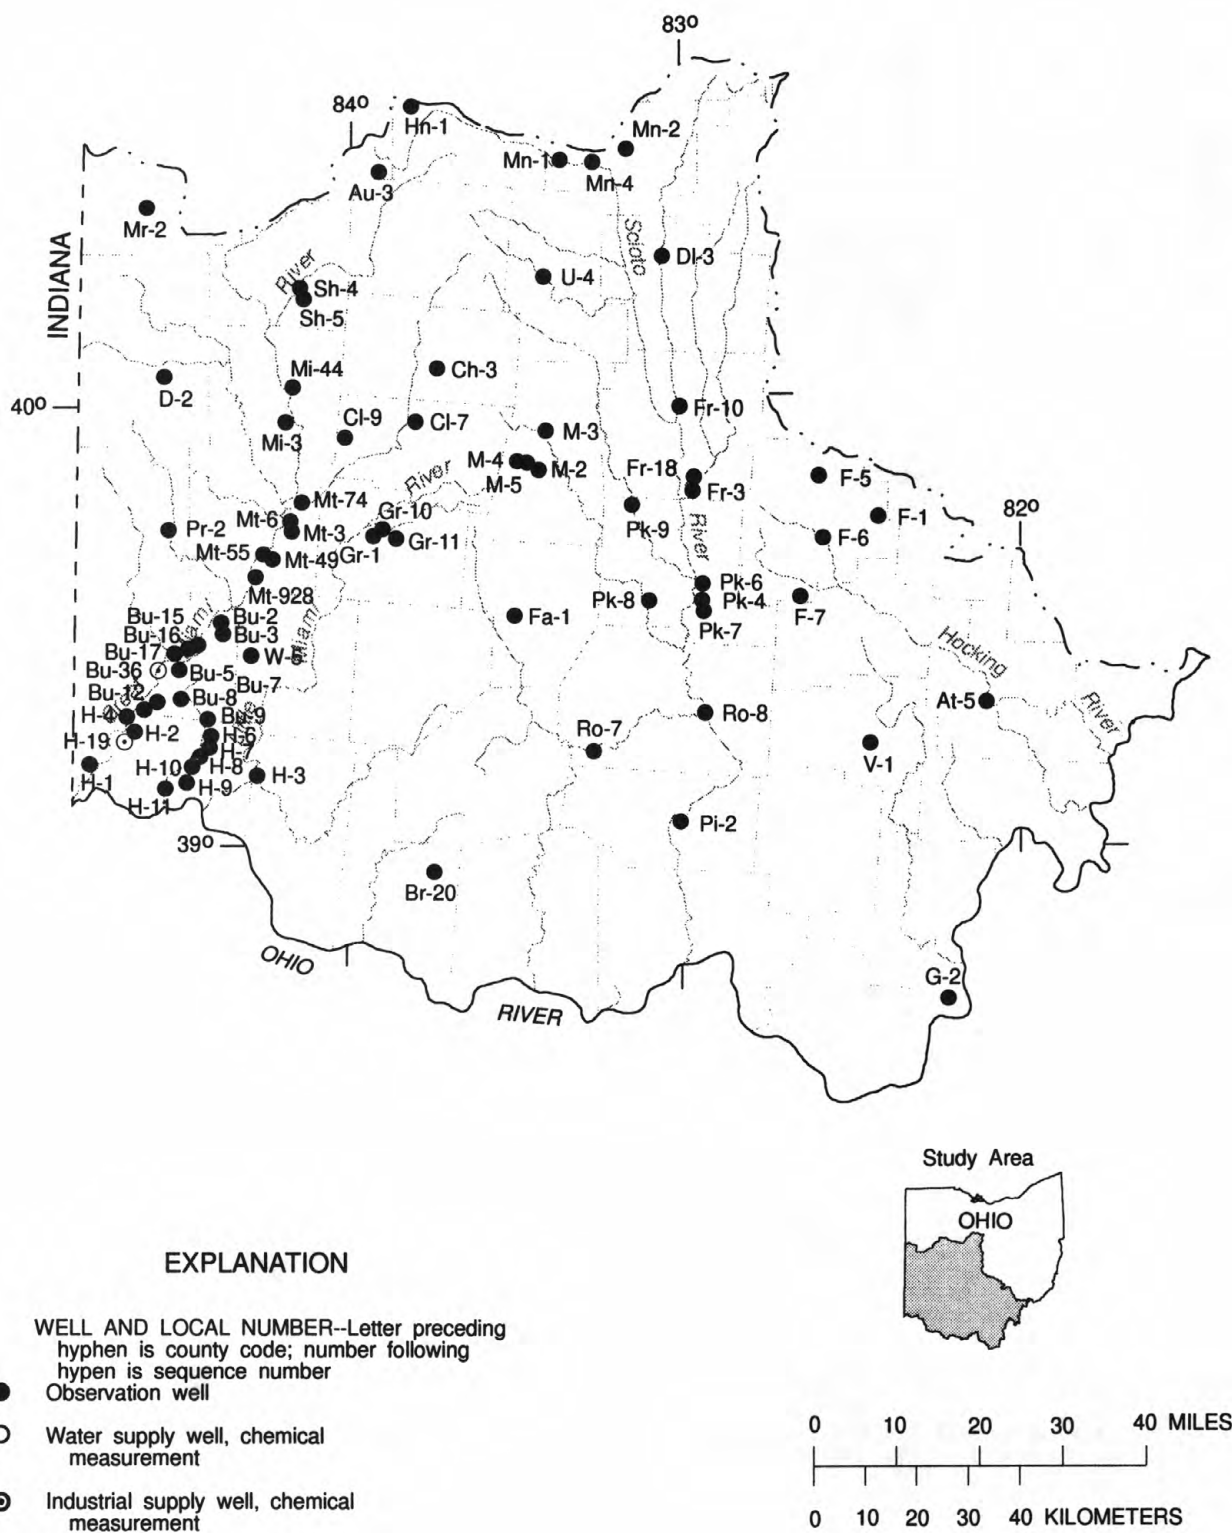 83o
84o
Hn-1
Mn-2
Mn-1
Mn-4
Au-3
Mr-2
INDIANA
Scioto
Dl-3
River
U-4
Sh-4
Sh-5
Mi-44
Ch-3
D-2
40o
Fr-10
Cl-9
Cl-7
M-3
Mi-3
M-4
M-2
M-5
River
Fr-18
Fr-3
F-5
F-1
82o
Mt-74
Gr-10
Mt-6
Mt-3
Pr-2
Gr-1
Gr-11
Pk-9
River
F-6
Mt-55
Mt-49
Mt-928
Pk-6
Pk-8
Pk-4
Pk-7
F-7
Bu-15
Bu-2
Miami
Fa-1
Bu-16
Bu-3
Bu-17
W-6
Hocking
Bu-36
Bu-5
Bu-7
Bu-12
Bu-8
At-5
River
H-4
Bu-9
Ro-8
H-19
H-2
H-6
H-7
Ro-7
V-1
H-10
H-8
H-3
H-1
H-9
H-11
Pi-2
39o
Br-20
OHIO
RIVER
G-2
Study Area
OHIO
EXPLANATION
WELL AND LOCAL NUMBER--Letter preceding
hyphen is county code; number following
hypen is sequence number
Observation well
Water supply well, chemical
measurement
Industrial supply well, chemical
measurement
0 10 20 30 40 MILES
0 10 20 30 40 KILOMETERS